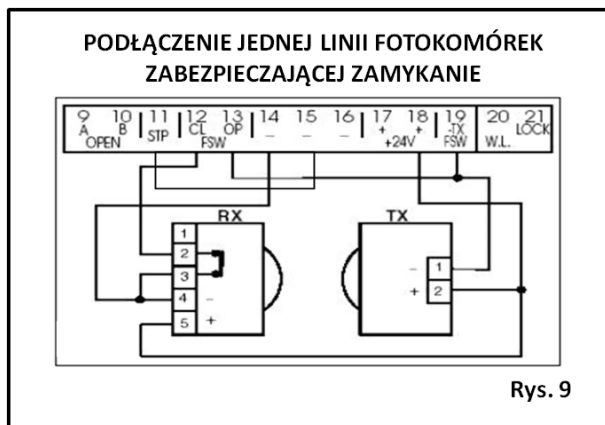 PODŁĄCZENIE JEDNEJ LINII FOTOKOMÓREK
ZABEZPIECZAJĄCEJ ZAMYKANIE
9 10 11 12 13 14 15 16 17 18 19 20 21
A B STP CL OP – – – + + -TX W.L. LOCK
OPEN FSW +24V FSW
RX TX
1
2
3
4 –
5 +
– 1
+ 2
Rys. 9